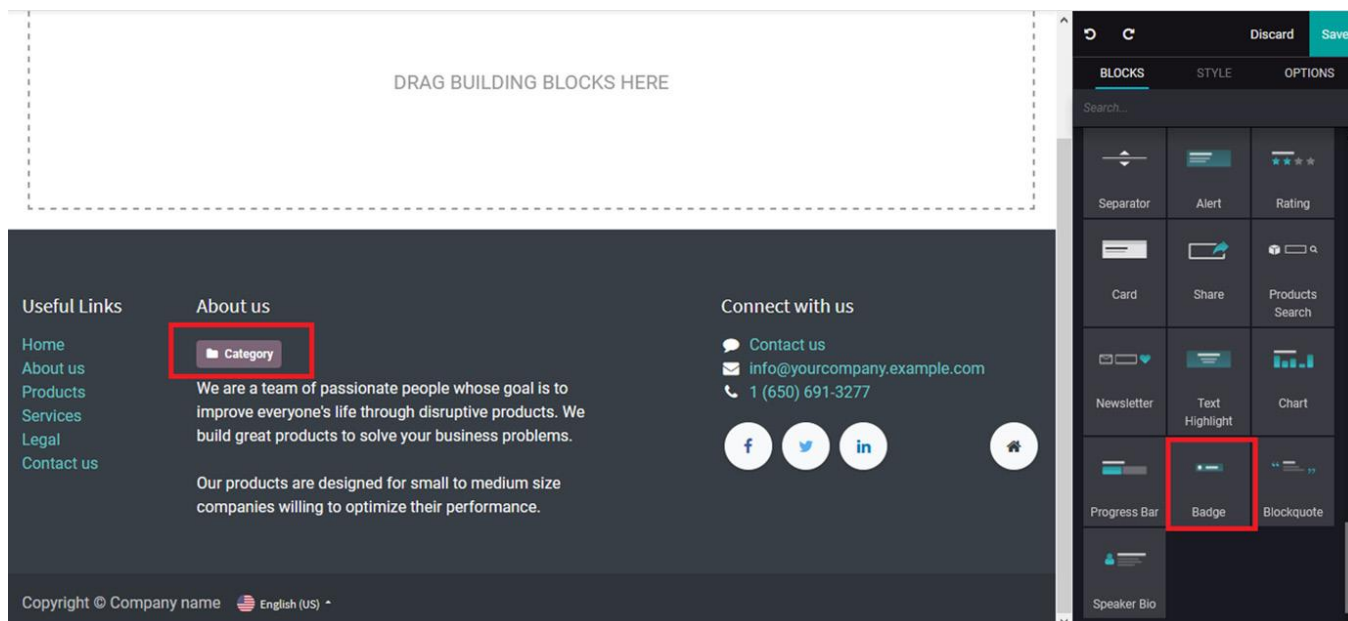 Discard Save
BLOCKS STYLE OPTIONS
Search...
DRAG BUILDING BLOCKS HERE
Separator Alert Rating
Card Share Products
Search
Newsletter Text
Highlight Chart
Progress Bar Badge Blockquote
Speaker Bio
Useful Links
Home
About us
Products
Services
Legal
Contact us
About us
Category
We are a team of passionate people whose goal is to
improve everyone's life through disruptive products. We
build great products to solve your business problems.
Our products are designed for small to medium size
companies willing to optimize their performance.
Connect with us
Contact us
info@yourcompany.example.com
1 (650) 691-3277
f in
Copyright © Company name English (US)